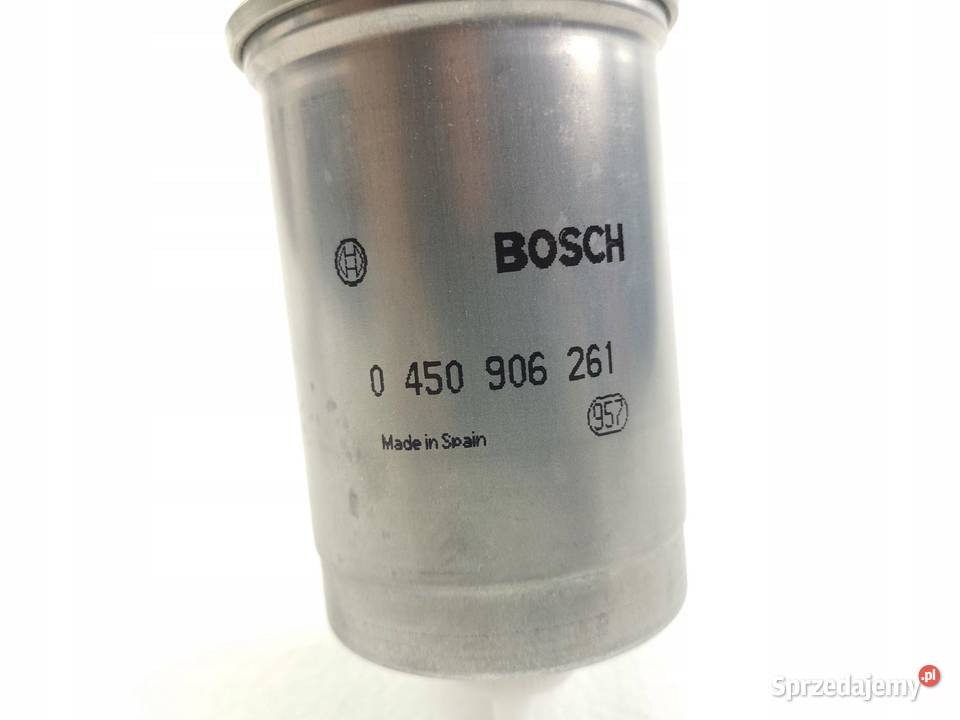 BOSCH
0 450 906 261
957
Made in Spain
Sprzedajemy.pl